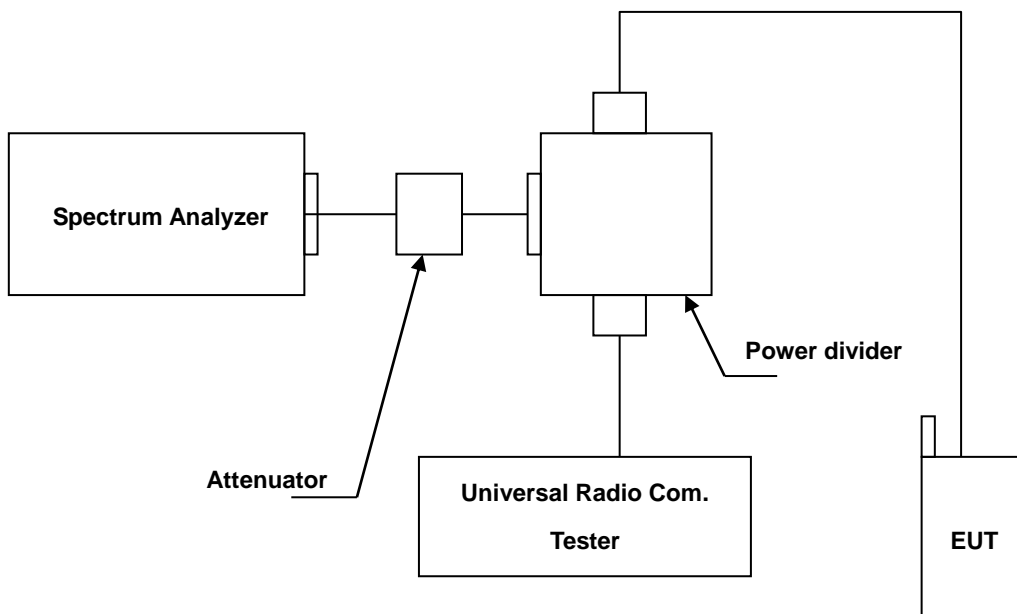 Spectrum Analyzer
Power divider
Attenuator
Universal Radio Com.
Tester
EUT